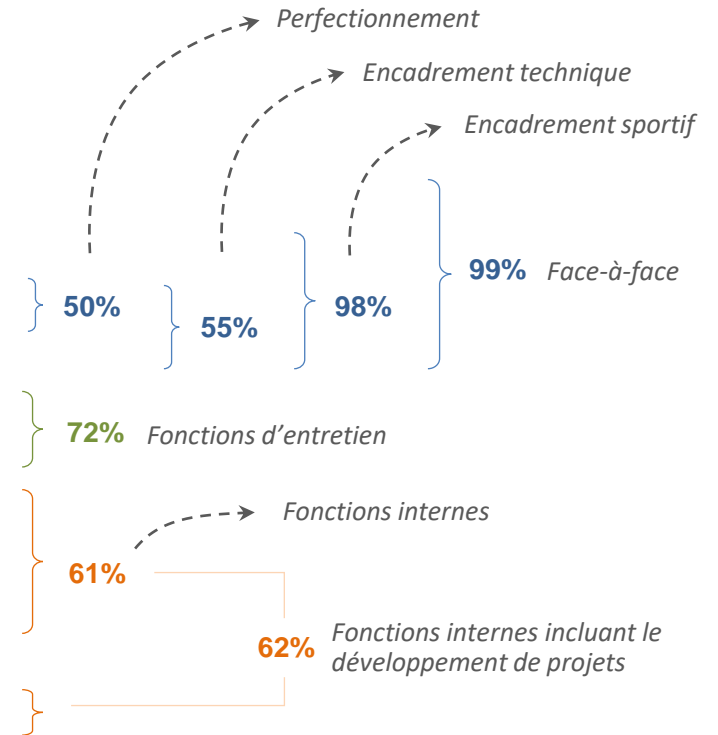 Perfectionnement
Encadrement technique
Encadrement sportif
99% Face-à-face
50%
55%
98%
72% Fonctions d'entretien
Fonctions internes
61%
62% Fonctions internes incluant le
développement de projets